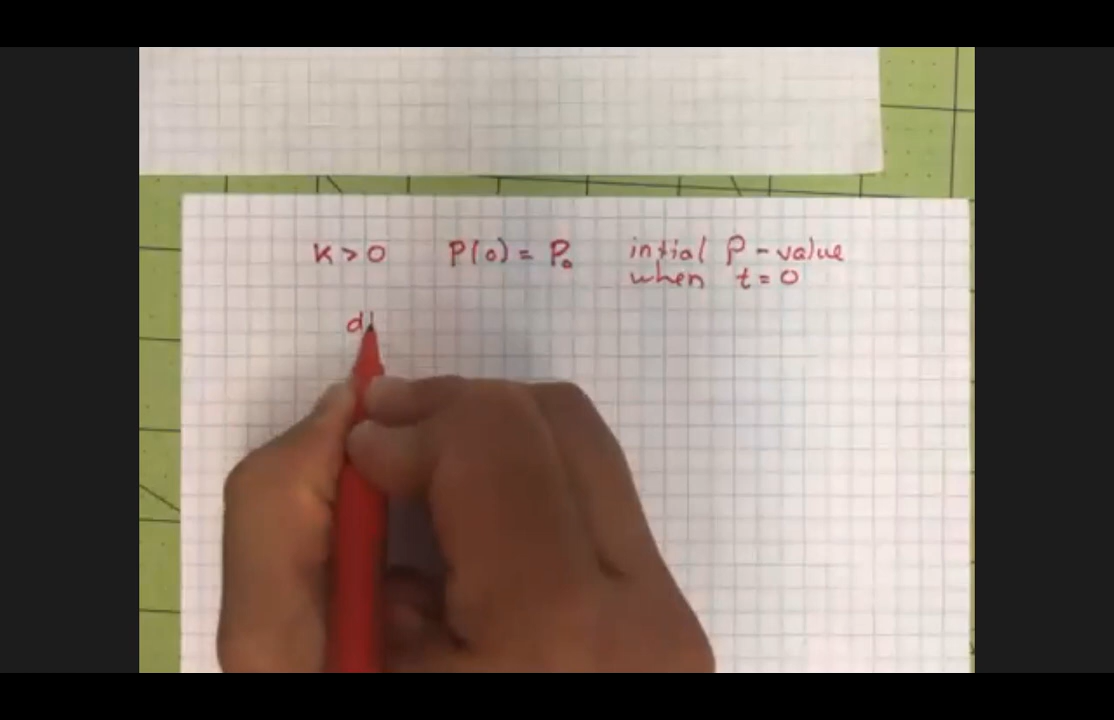 K > 0 P(0) = P₀ intial P-value
when t = 0
d